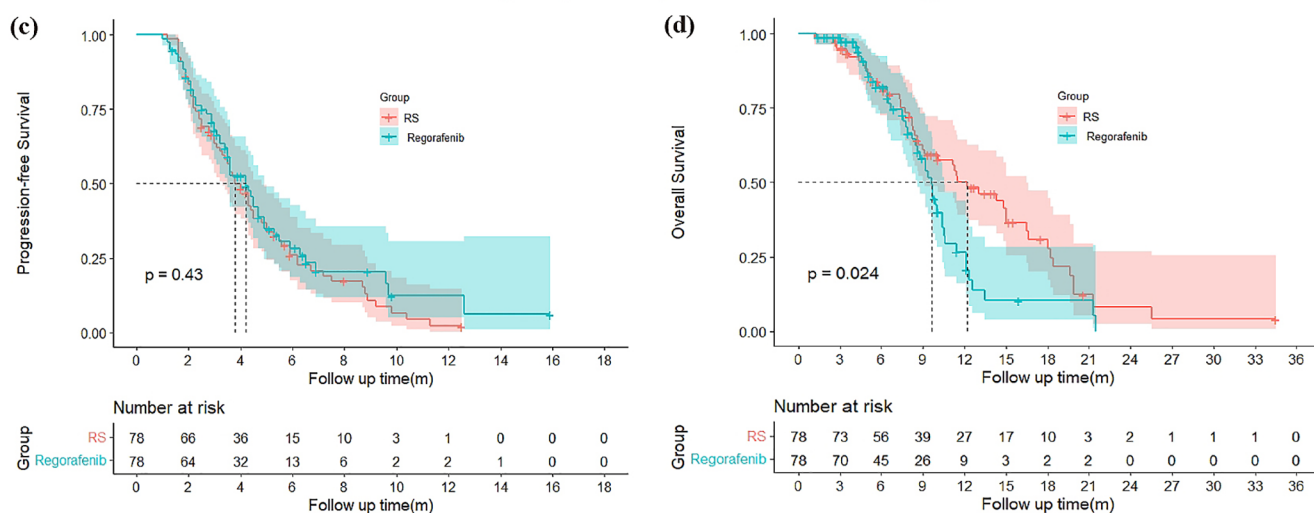 (c)
1.00
0.75
0.50
0.25
0.00
Progression-free Survival
Group
RS
Regorafenib
p = 0.43
0 2 4 6 8 10 12 14 16 18
Follow up time(m)
Number at risk
Group
RS 78 66 36 15 10 3 1 0 0 0
Regorafenib 78 64 32 13 6 2 2 1 0 0
0 2 4 6 8 10 12 14 16 18
Follow up time(m)
(d)
1.00
0.75
0.50
0.25
0.00
Overall Survival
Group
RS
Regorafenib
p = 0.024
0 3 6 9 12 15 18 21 24 27 30 33 36
Follow up time(m)
Number at risk
Group
RS 78 73 56 39 27 17 10 3 2 1 1 1 0
Regorafenib 78 70 45 26 9 3 2 2 0 0 0 0 0
0 3 6 9 12 15 18 21 24 27 30 33 36
Follow up time(m)